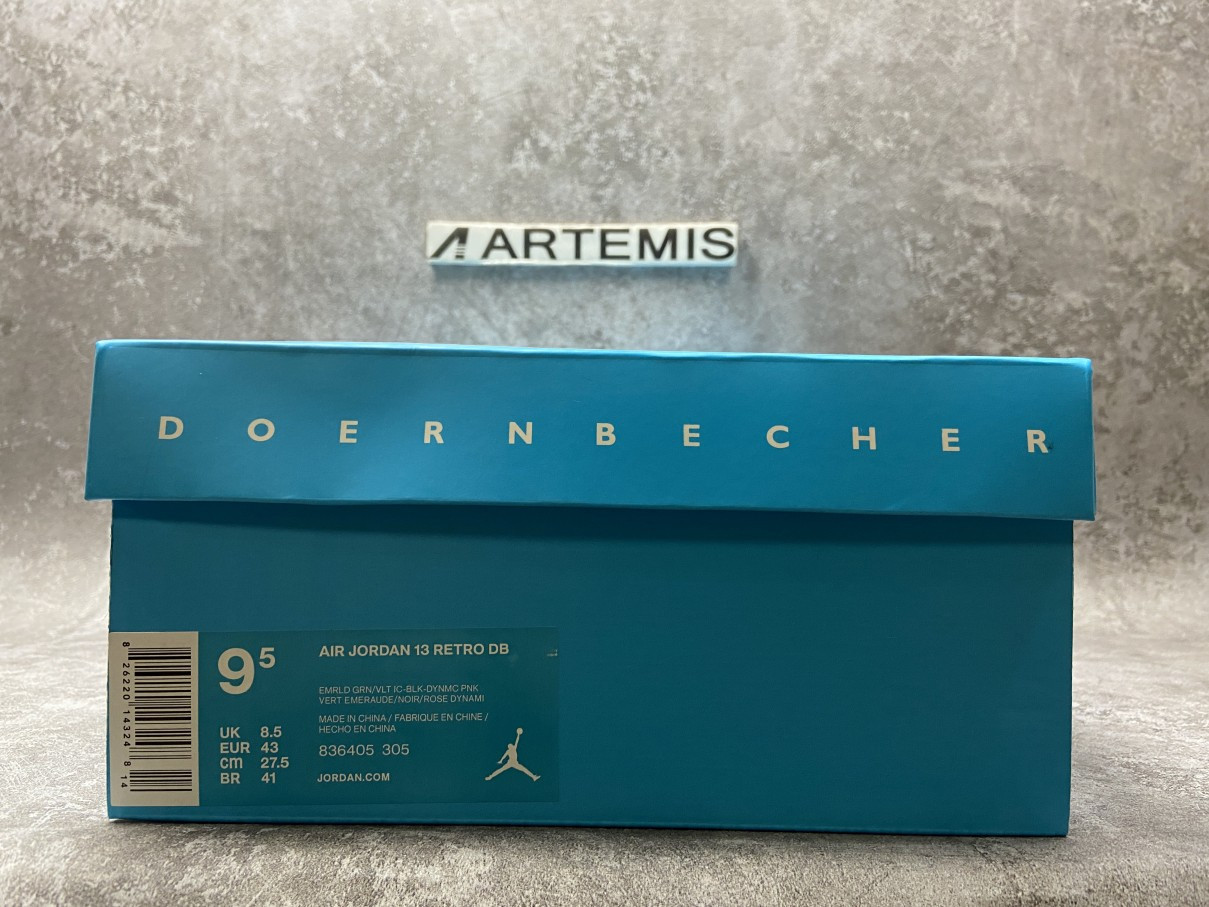 ARTEMIS
DOERNBECHER
9⁵
AIR JORDAN 13 RETRO DB
EMRLD GRN/VLT IC-BLK-DYNMC PNK
VERT EMERAUDE/NOIR/ROSE DYNAMI
MADE IN CHINA / FABRIQUE EN CHINE /
HECHO EN CHINA
836405 305
JORDAN.COM
UK 8.5
EUR 43
cm 27.5
BR 41
8 26220 14324 8 14